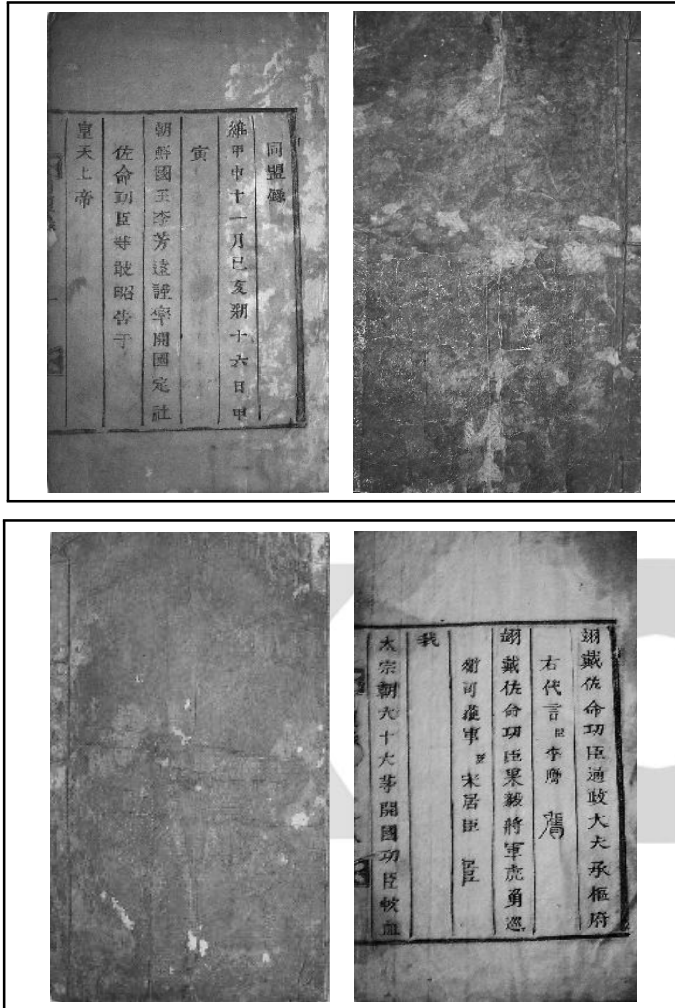 同盟錄
維甲申十一月己亥朔十六日甲
寅
朝鮮國王李芳遠謹率開國定社
佐命功臣等敢昭告于
皇天上帝
翊戴佐命功臣通政大夫承樞府
右代言臣李膺
翊戴佐命功臣果毅將軍虎勇巡
衛司護軍臣宋居臣
我
太宗朝六十六等開國功臣歃血